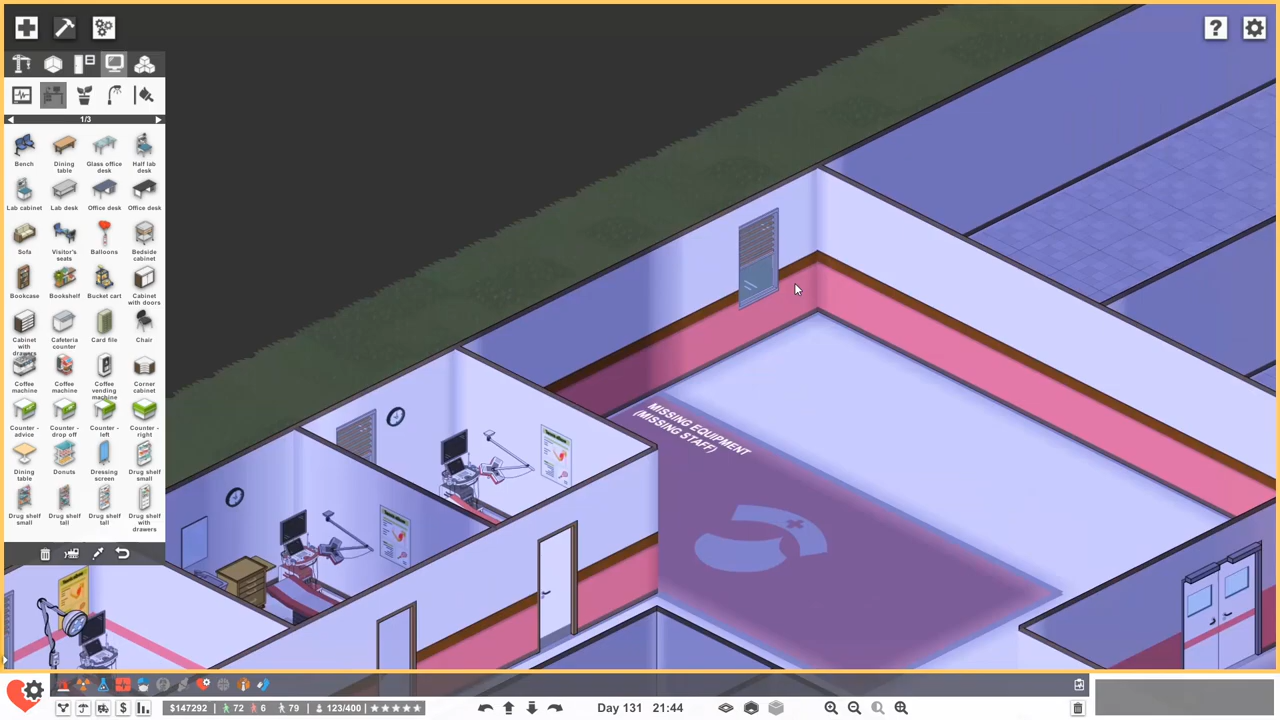 ?
1/3
Bench
Dining table
Glass office desk
Half lab desk
Lab cabinet
Lab desk
Office desk
Office desk
Sofa
Visitor's seats
Balloons
Bedside cabinet
Bookcase
Bookshelf
Bucket cart
Cabinet with doors
Cabinet with drawers
Cafeteria counter
Card file
Chair
Coffee machine
Coffee machine
Coffee vending machine
Corner cabinet
Counter - advice
Counter - drop off
Counter - left
Counter - right
Dining table
Donuts
Dressing screen
Drug shelf small
Drug shelf small
Drug shelf tall
Drug shelf tall
Drug shelf with drawers
MISSING EQUIPMENT
(MISSING STAFF)
$147292
72
6
79
123/400
Day 131
21:44